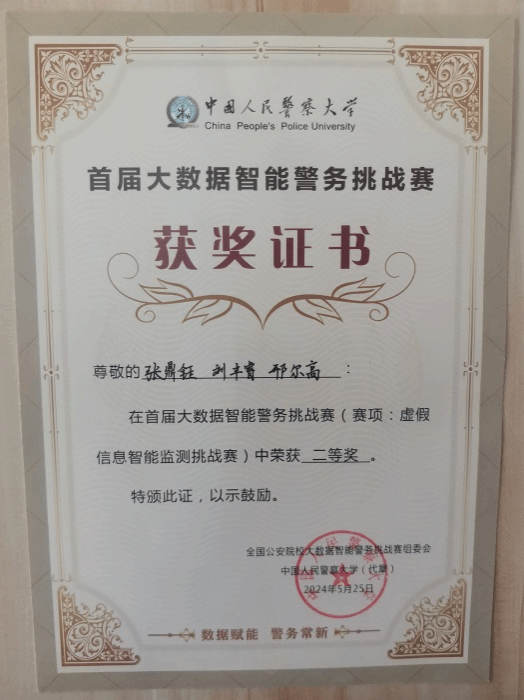 中国人民警察大学
China People's Police University
首届大数据智能警务挑战赛
获奖证书
尊敬的张鼎钰 刘丰睿 邢尔高：
在首届大数据智能警务挑战赛（赛项：虚假
信息智能监测挑战赛）中荣获 二等奖 。
特颁此证，以示鼓励。
全国公安院校大数据智能警务挑战赛组委会
中国人民警察大学（代章）
2024年5月25日
数据赋能 警务常新